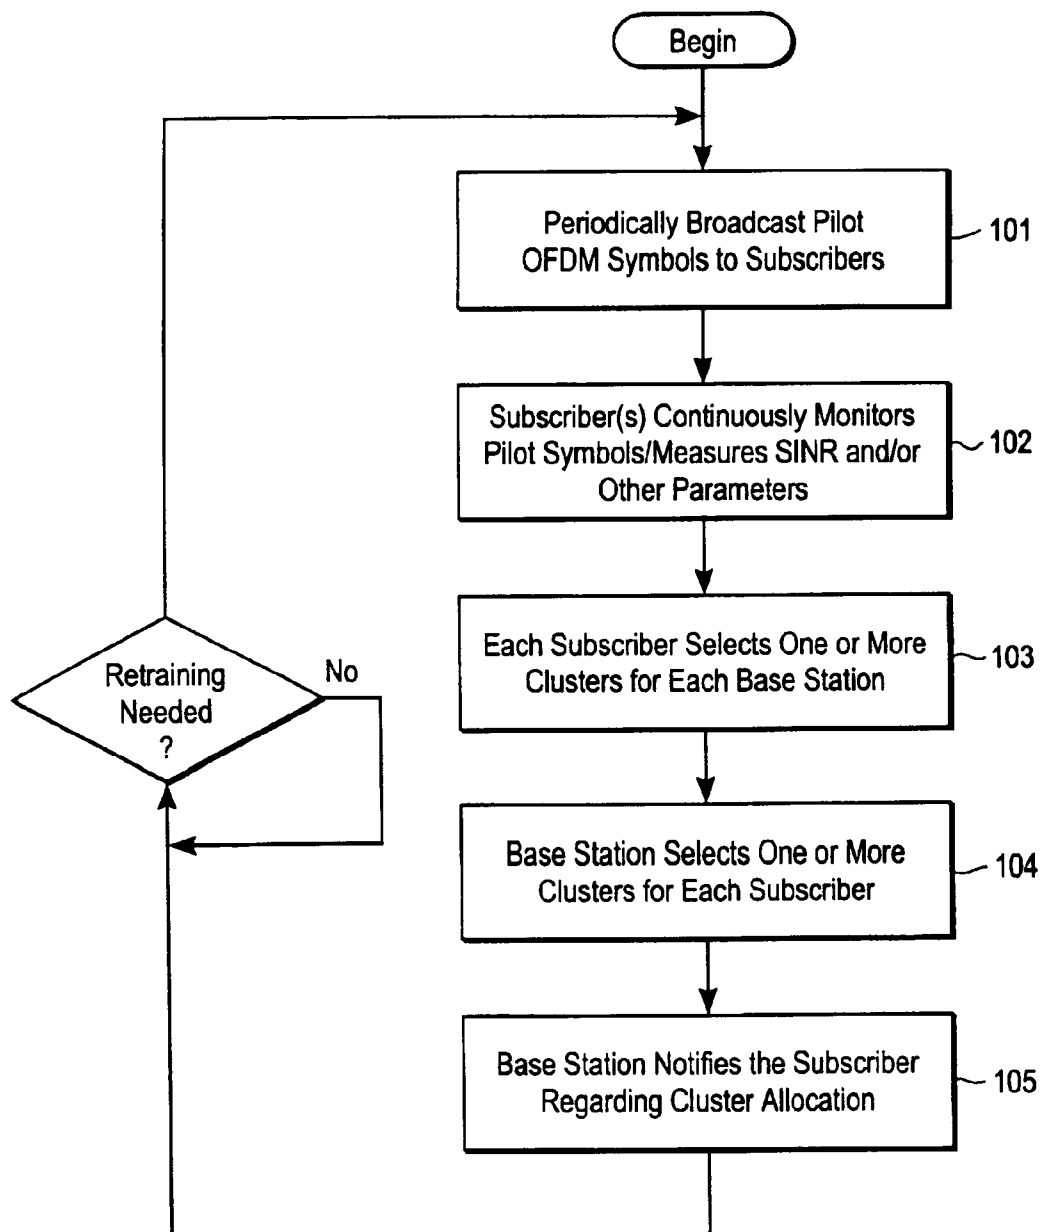 Begin
Periodically Broadcast Pilot
OFDM Symbols to Subscribers
101
Subscriber(s) Continuously Monitors
Pilot Symbols/Measures SINR and/or
Other Parameters
102
Each Subscriber Selects One or More
Clusters for Each Base Station
103
Base Station Selects One or More
Clusters for Each Subscriber
104
Base Station Notifies the Subscriber
Regarding Cluster Allocation
105
Retraining
Needed
?
No